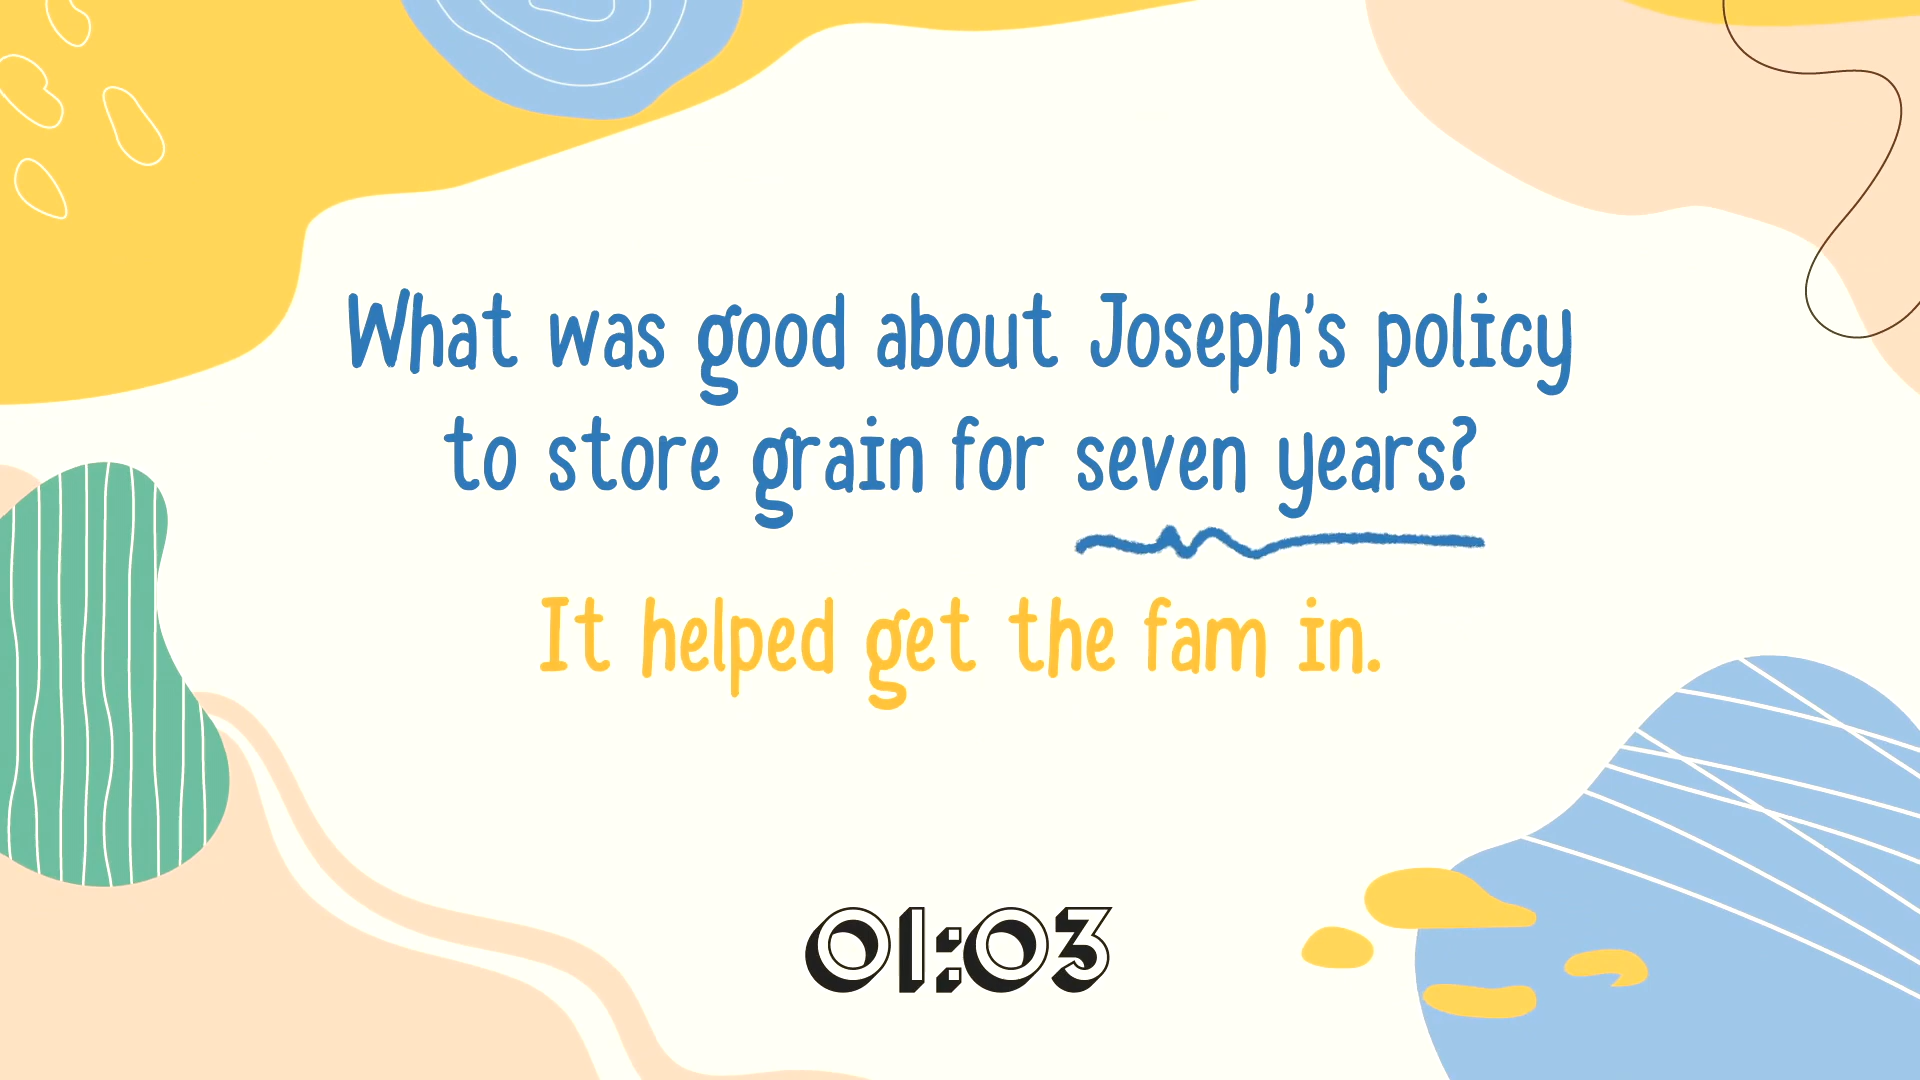 What was good about Joseph's policy
to store grain for seven years?
It helped get the fam in.
01:03